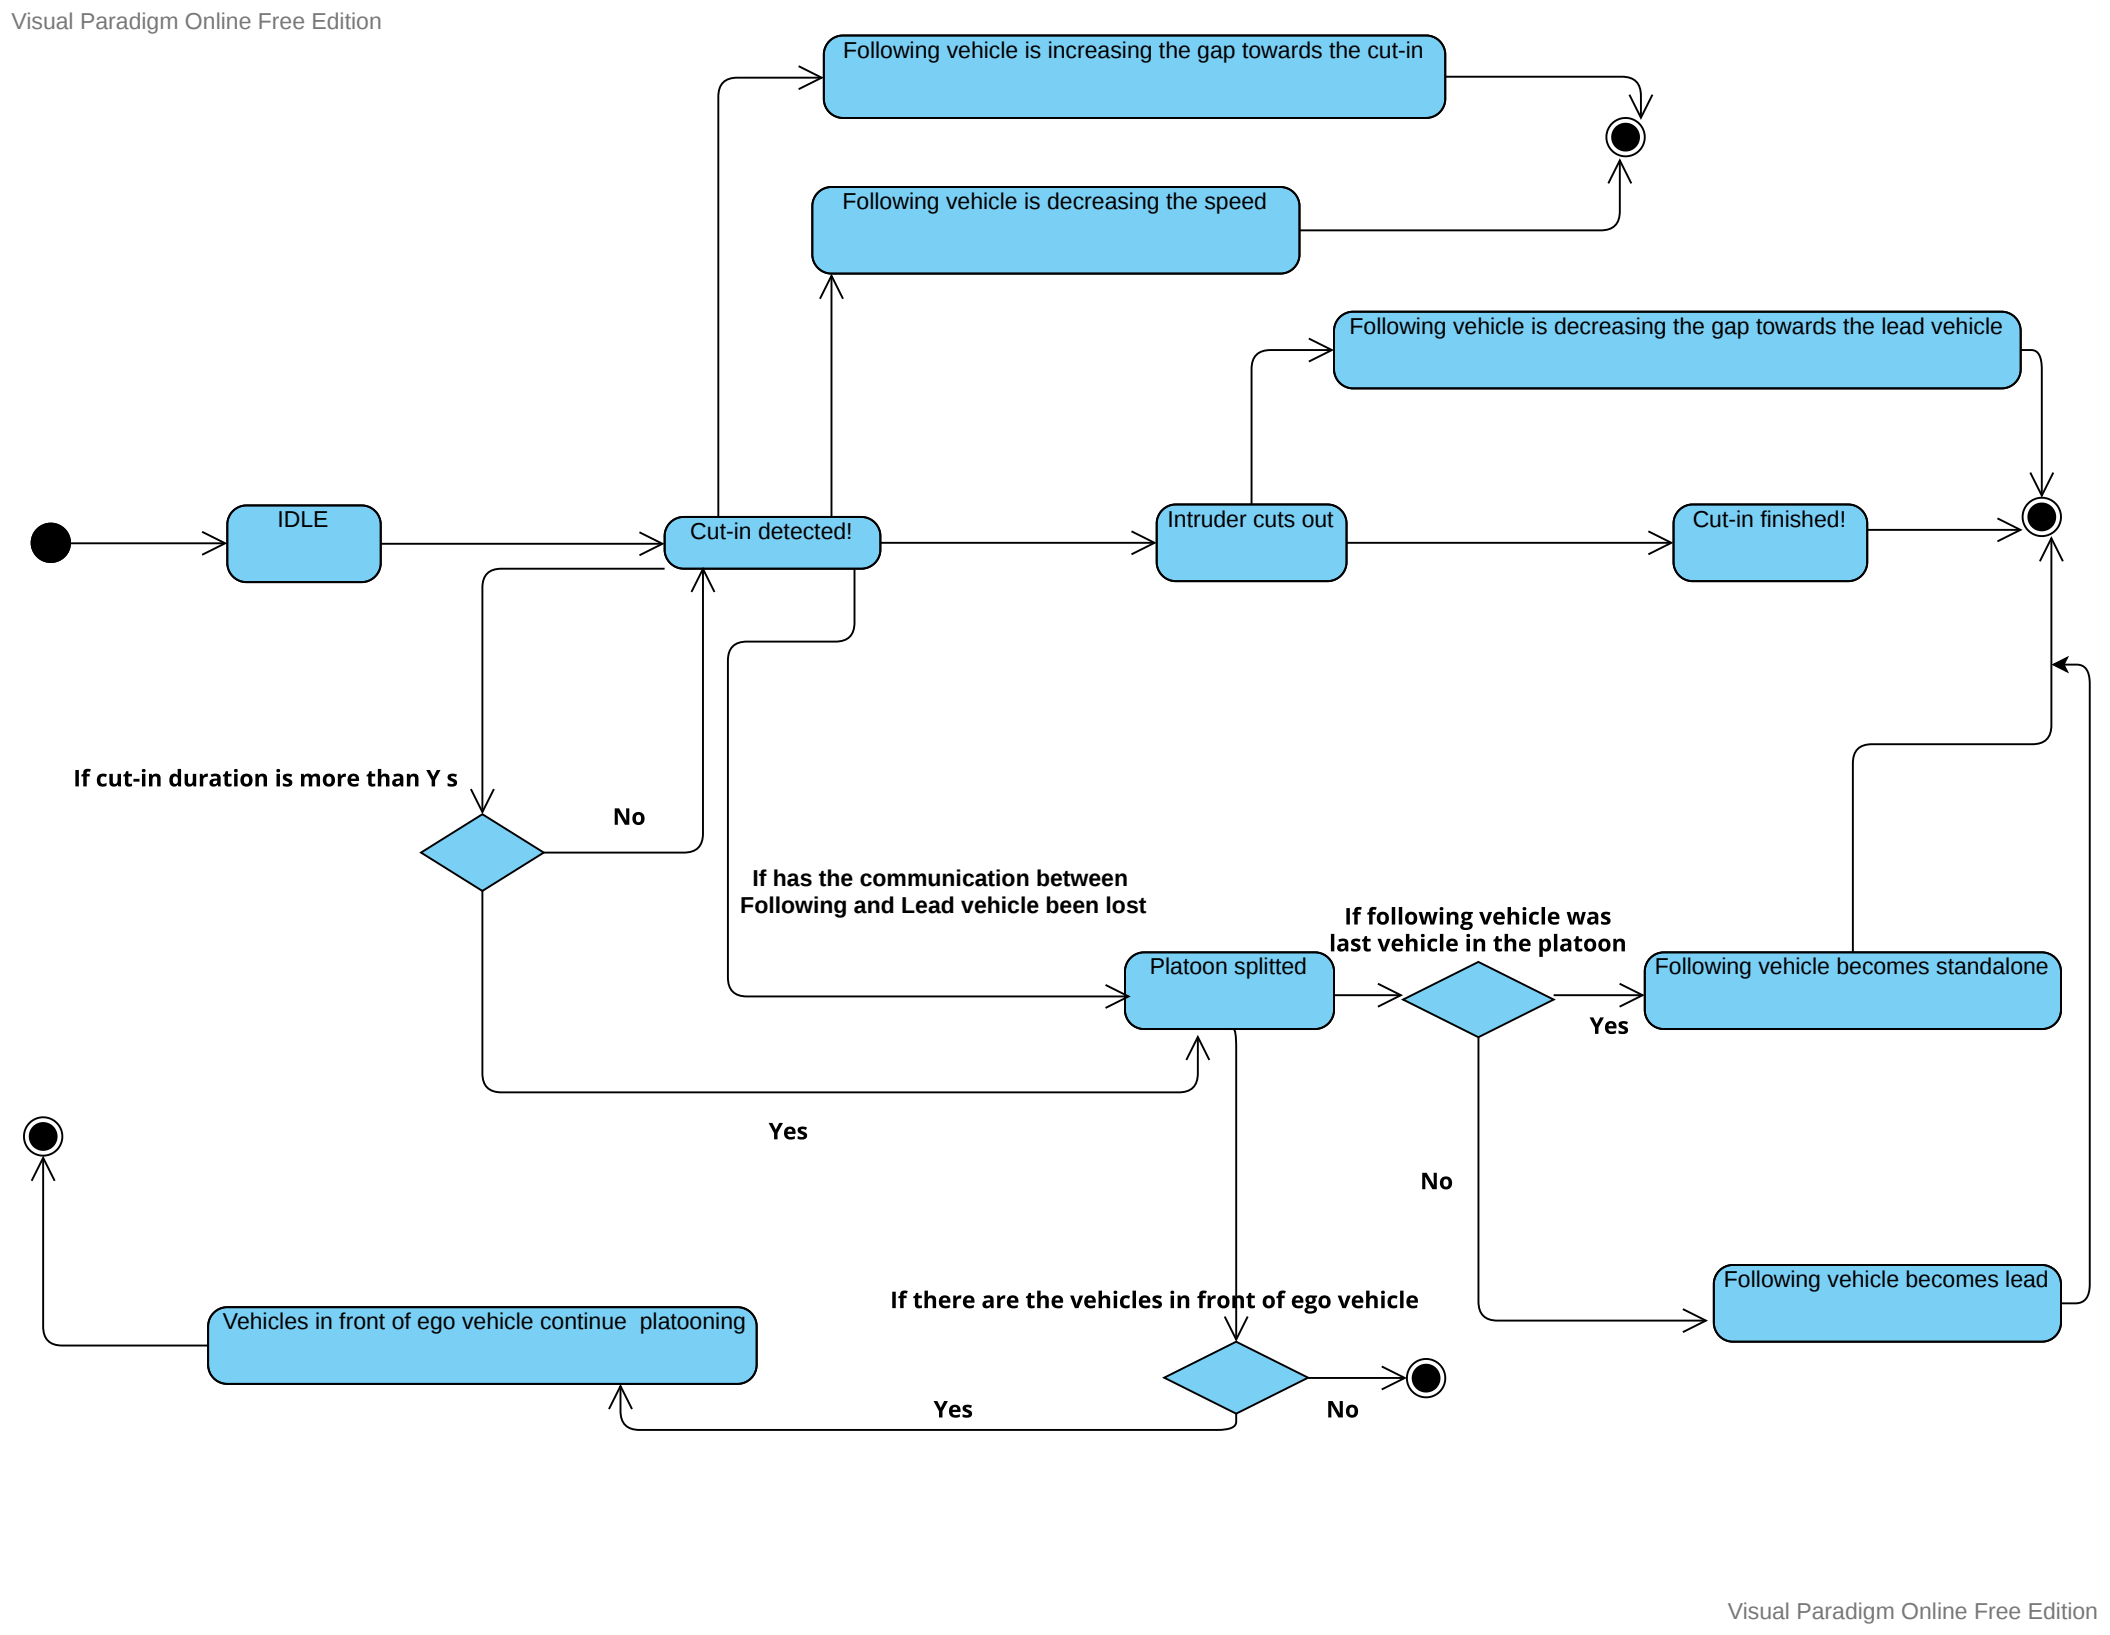 Visual Paradigm Online Free Edition
Following vehicle is increasing the gap towards the cut-in
Following vehicle is decreasing the speed
Following vehicle is decreasing the gap towards the lead vehicle
IDLE
Cut-in detected!
Intruder cuts out
Cut-in finished!
If cut-in duration is more than Y s
No
If has the communication between
Following and Lead vehicle been lost
If following vehicle was
last vehicle in the platoon
Platoon splitted
Following vehicle becomes standalone
Yes
Yes
No
Following vehicle becomes lead
If there are the vehicles in front of ego vehicle
Vehicles in front of ego vehicle continue  platooning
Yes
No
Visual Paradigm Online Free Edition